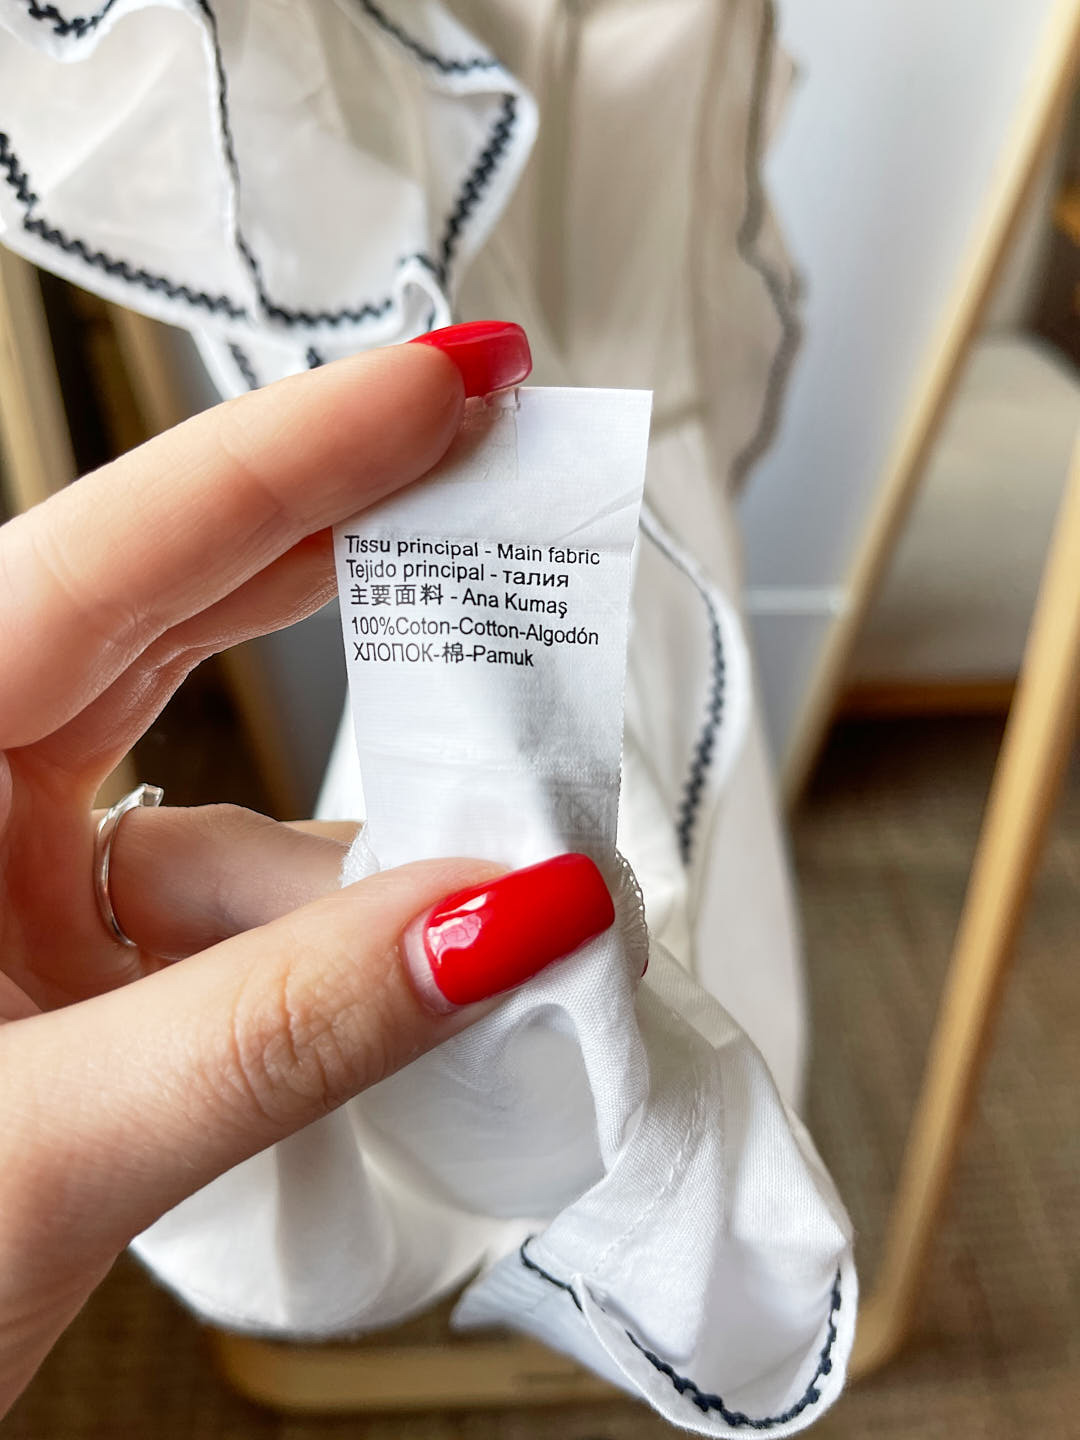 Tissu principal - Main fabric
Tejido principal - талия
主要面料 - Ana Kumaş
100%Coton-Cotton-Algodón
ХЛОПОК-棉-Pamuk